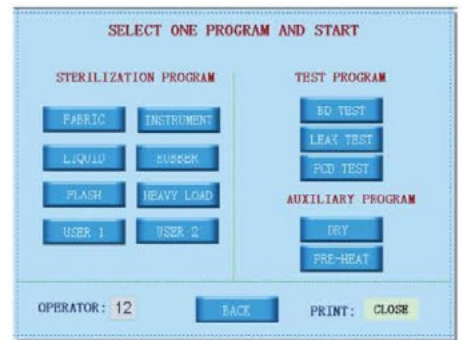 SELECT ONE PROGRAM AND START
STERILIZATION PROGRAM
FABRIC INSTRUMENT
LIQUID RUBBER
FLASH HEAVY LOAD
USER 1 USER 2
TEST PROGRAM
BD TEST
LEAK TEST
PCD TEST
AUXILIARY PROGRAM
DRY
PRE-HEAT
OPERATOR: 12 BACK PRINT: CLOSE